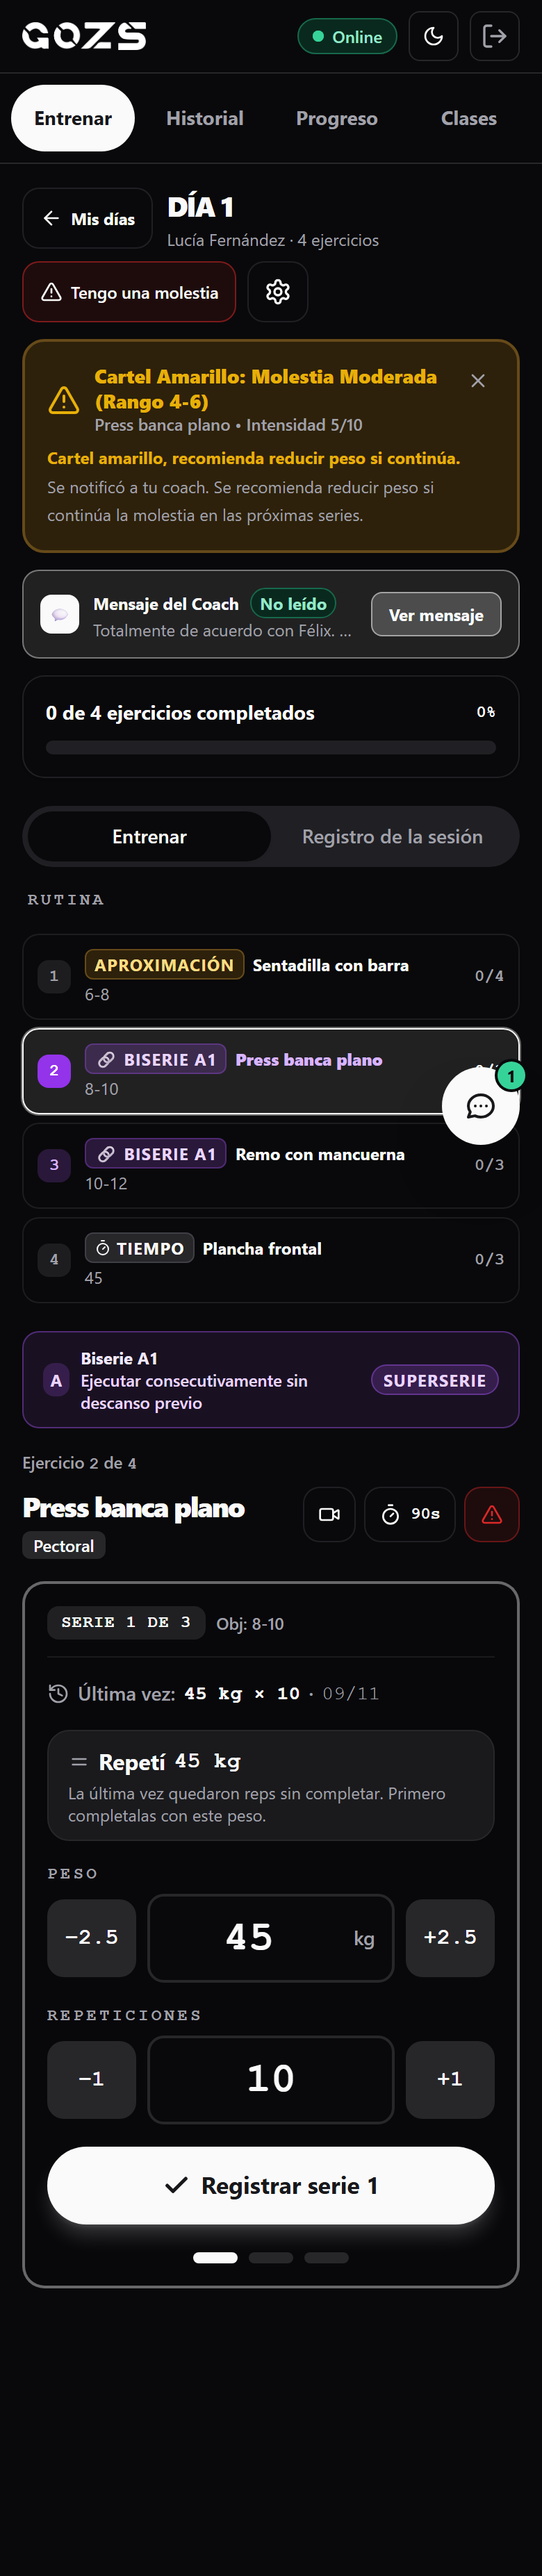 GOZS
Online
Entrenar
Historial
Progreso
Clases
Mis días
DÍA 1
Lucía Fernández · 4 ejercicios
Tengo una molestia
Cartel Amarillo: Molestia Moderada
(Rango 4-6)
Press banca plano • Intensidad 5/10
Cartel amarillo, recomienda reducir peso si continúa.
Se notificó a tu coach. Se recomienda reducir peso si
continúa la molestia en las próximas series.
Mensaje del Coach No leído
Totalmente de acuerdo con Félix. ...
Ver mensaje
0 de 4 ejercicios completados
0%
Entrenar
Registro de la sesión
RUTINA
1
APROXIMACIÓN Sentadilla con barra
6-8
0/4
2
BISERIE A1 Press banca plano
8-10
1
3
BISERIE A1 Remo con mancuerna
10-12
0/3
4
TIEMPO Plancha frontal
45
0/3
A
Biserie A1
Ejecutar consecutivamente sin
descanso previo
SUPERSERIE
Ejercicio 2 de 4
Press banca plano
Pectoral
90s
SERIE 1 DE 3 Obj: 8-10
Última vez: 45 kg × 10 · 09/11
= Repetí 45 kg
La última vez quedaron reps sin completar. Primero
completalas con este peso.
PESO
−2.5
45 kg
+2.5
REPETICIONES
−1
10
+1
Registrar serie 1